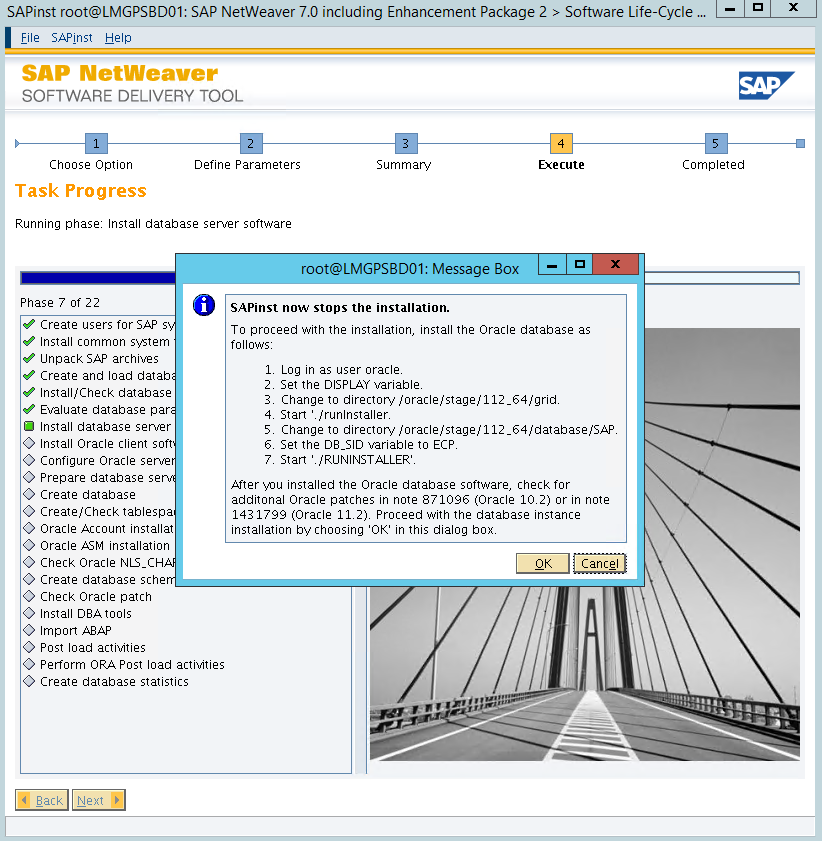 SAPinst root@LMGPSBD01: SAP NetWeaver 7.0 including Enhancement Package 2 > Software Life-Cycle ...
File SAPinst Help
SAP NetWeaver
SOFTWARE DELIVERY TOOL
SAP
1 2 3 4 5
Choose Option Define Parameters Summary Execute Completed
Task Progress
Running phase: Install database server software
Phase 7 of 22
Create users for SAP sy
Install common system
Unpack SAP archives
Create and load databa
Install/Check database
Evaluate database para
Install database server
Install Oracle client softw
Configure Oracle server
Prepare database serve
Create database
Create/Check tablespac
Oracle Account installat
Oracle ASM installation
Check Oracle NLS_CHAR
Create database schem
Check Oracle patch
Install DBA tools
Import ABAP
Post load activities
Perform ORA Post load activities
Create database statistics
root@LMGPSBD01: Message Box
SAPinst now stops the installation.
To proceed with the installation, install the Oracle database as
follows:
1. Log in as user oracle.
2. Set the DISPLAY variable.
3. Change to directory /oracle/stage/112_64/grid.
4. Start './runInstaller.
5. Change to directory /oracle/stage/112_64/database/SAP.
6. Set the DB_SID variable to ECP.
7. Start './RUNINSTALLER'.
After you installed the Oracle database software, check for
additonal Oracle patches in note 871096 (Oracle 10.2) or in note
1431799 (Oracle 11.2). Proceed with the database instance
installation by choosing 'OK' in this dialog box.
OK Cancel
Back Next